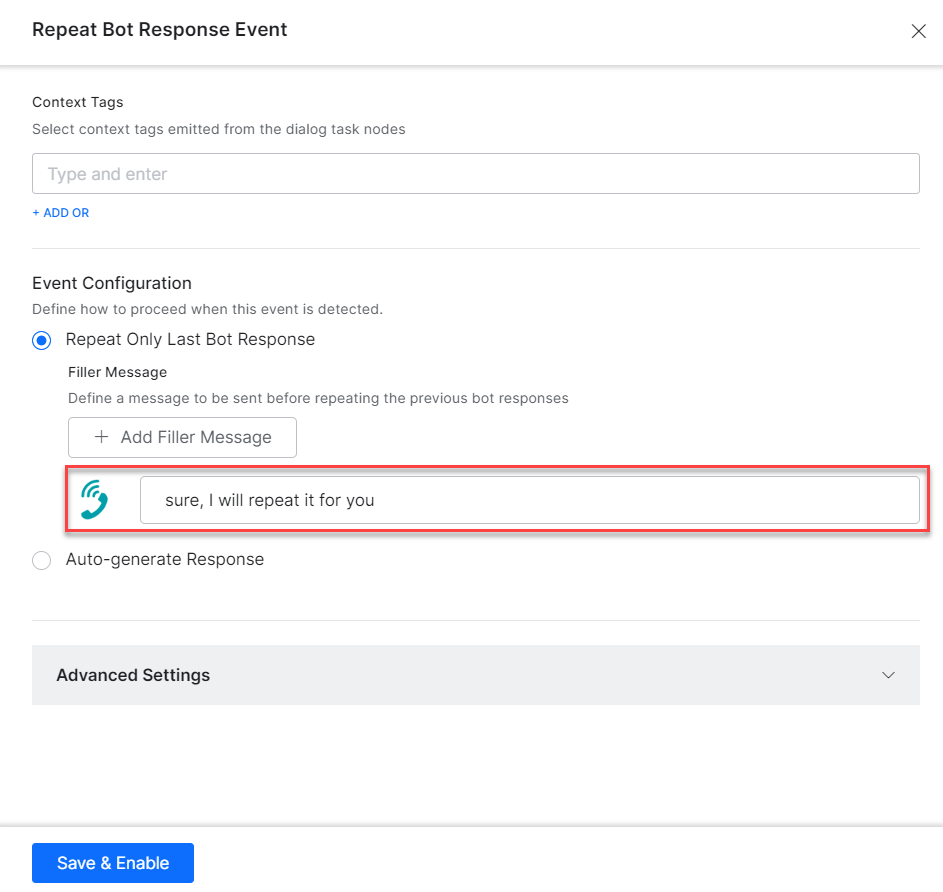 Repeat Bot Response Event
Context Tags
Select context tags emitted from the dialog task nodes
Type and enter
+ ADD OR
Event Configuration
Define how to proceed when this event is detected.
Repeat Only Last Bot Response
Filler Message
Define a message to be sent before repeating the previous bot responses
+ Add Filler Message
sure, I will repeat it for you
Auto-generate Response
Advanced Settings
Save & Enable